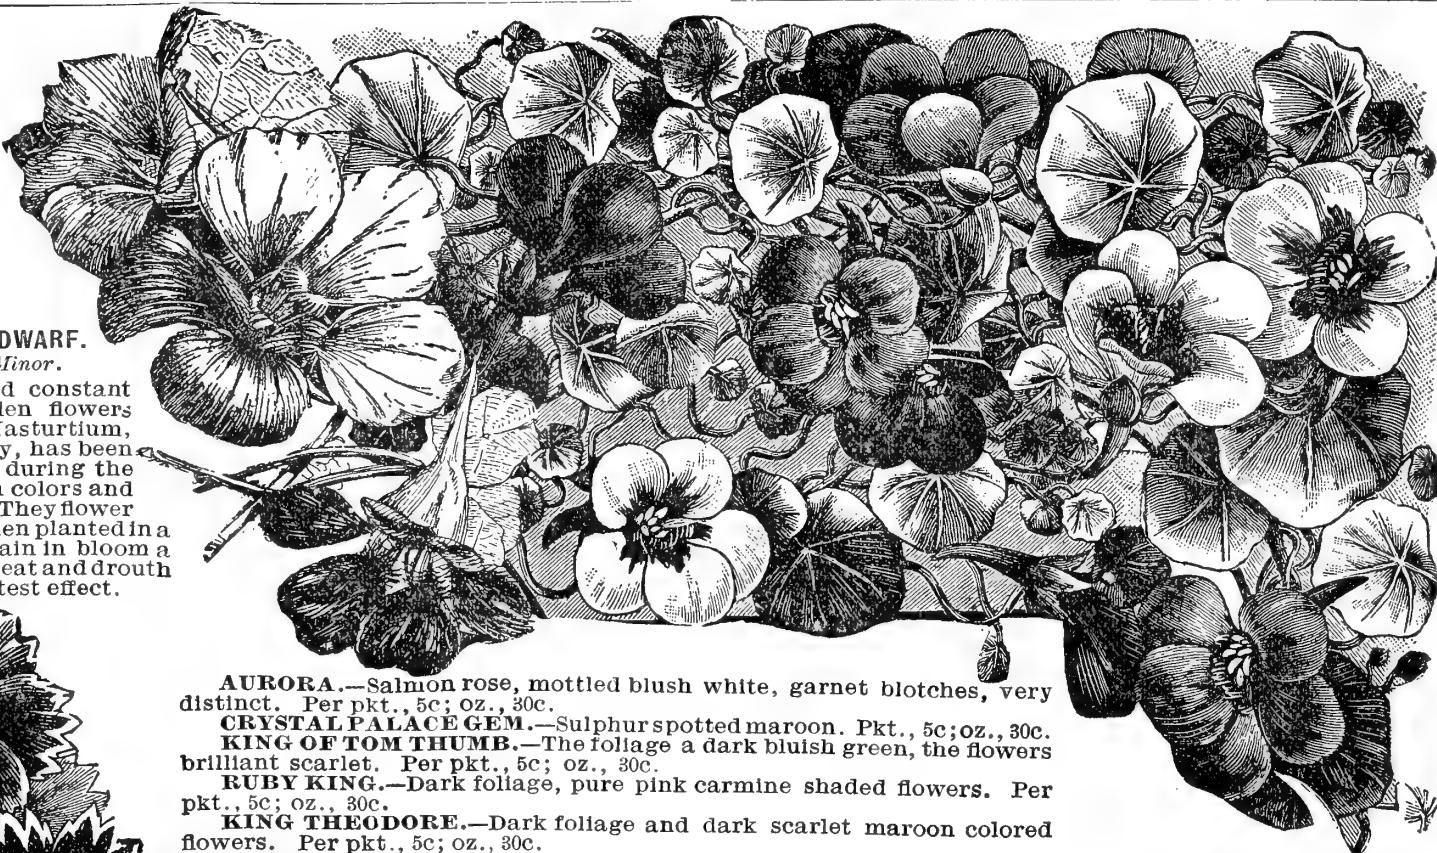 DWARF.
Minor.
d constant
len flowers
asturtium,
y, has been
during the
colors and
They flower
en planted in a
ain in bloom a
eat and drouth
test effect.
AURORA.—Salmon rose, mottled blush white, garnet blotches, very
distinct. Per pkt., 5c; oz., 30c.
CRYSTAL PALACE GEM.—Sulphur spotted maroon. Pkt., 5c; oz., 30c.
KING OF TOM THUMB.—The foliage a dark bluish green, the flowers
brilliant scarlet. Per pkt., 5c; oz., 30c.
RUBY KING.—Dark foliage, pure pink carmine shaded flowers. Per
pkt., 5c; oz., 30c.
KING THEODORE.—Dark foliage and dark scarlet maroon colored
flowers. Per pkt., 5c; oz., 30c.